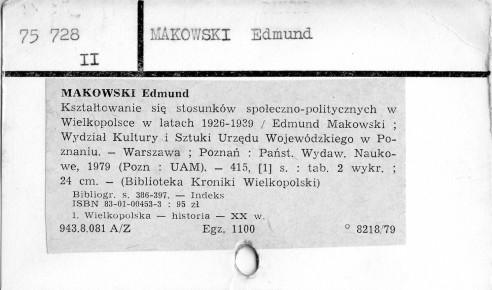 75 728
II
MAKOWSKI Edmund
MAKOWSKI Edmund
Kształtowanie się stosunków społeczno-politycznych w
Wielkopolsce w latach 1926-1939 / Edmund Makowski ;
Wydział Kultury i Sztuki Urzędu Wojewódzkiego w Po-
znaniu. — Warszawa ; Poznań : Państ. Wydaw. Nauko-
we, 1979 (Pozn : UAM). — 415, [1] s. : tab. 2 wykr. ;
24 cm. — (Biblioteka Kroniki Wielkopolski)
Bibliogr. s. 386-397. — Indeks
ISBN 83-01-00453-3 : 95 zł
1. Wielkopolska — historia — XX w.
943.8.081 A/Z Egz. 1100 ° 8218/79